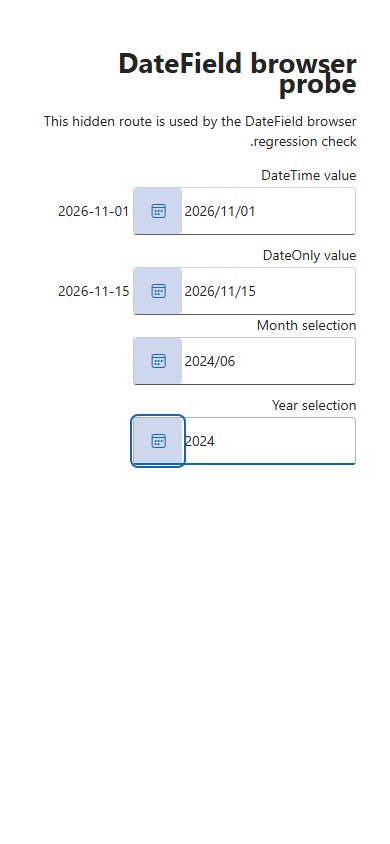 DateField browser
probe
This hidden route is used by the DateField browser
.regression check
DateTime value
2026-11-01 2026/11/01
DateOnly value
2026-11-15 2026/11/15
Month selection
2024/06
Year selection
2024